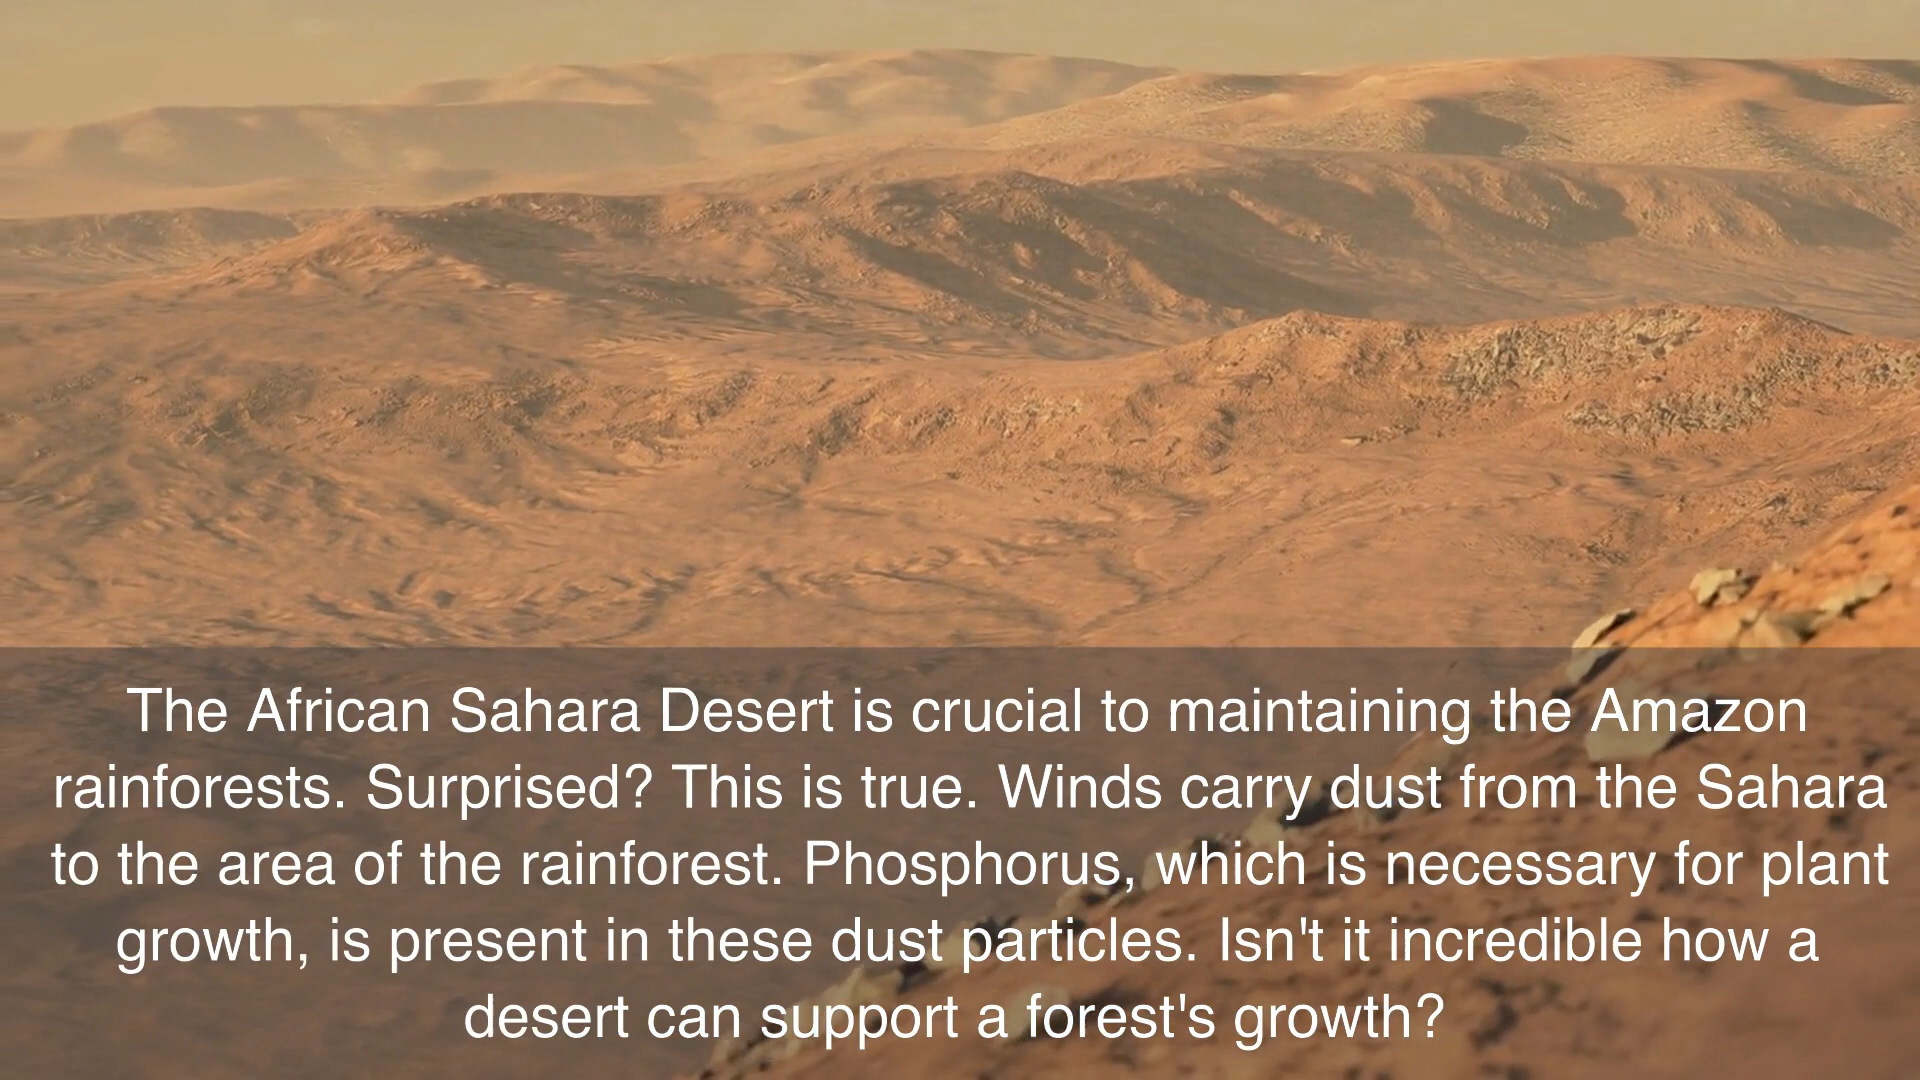 The African Sahara Desert is crucial to maintaining the Amazon
rainforests. Surprised? This is true. Winds carry dust from the Sahara
to the area of the rainforest. Phosphorus, which is necessary for plant
growth, is present in these dust particles. Isn't it incredible how a
desert can support a forest's growth?